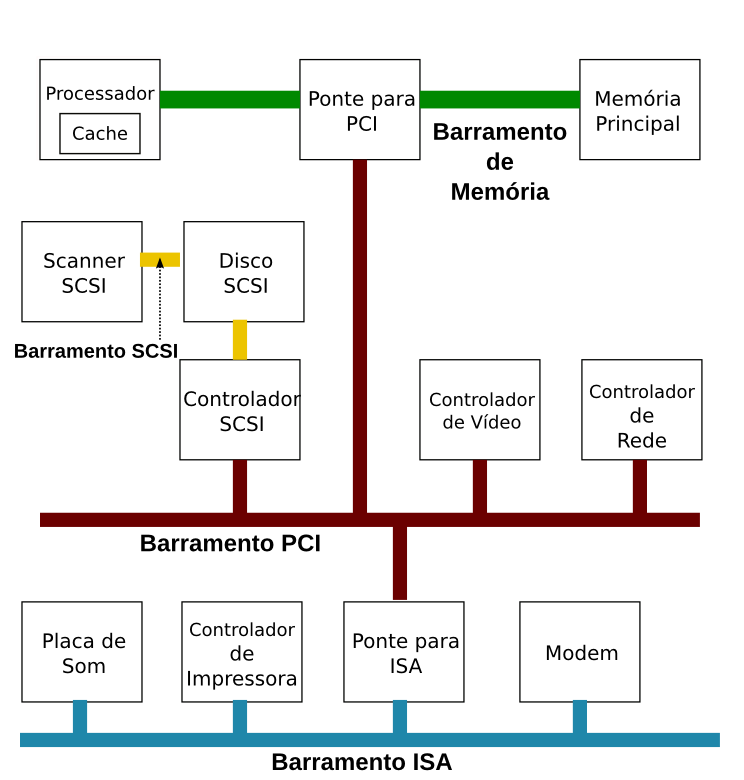 Processador
Cache
Ponte para
PCI
Memória
Principal
Barramento
de
Memória
Scanner
SCSI
Disco
SCSI
Barramento SCSI
Controlador
SCSI
Controlador
de Vídeo
Controlador
de
Rede
Barramento PCI
Placa de
Som
Controlador
de
Impressora
Ponte para
ISA
Modem
Barramento ISA